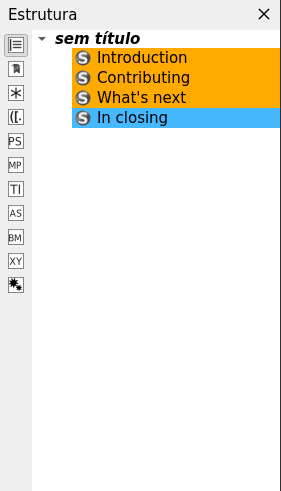 Estrutura
sem título
Introduction
Contributing
What's next
In closing
([.
PS
MP
TI
AS
BM
XY